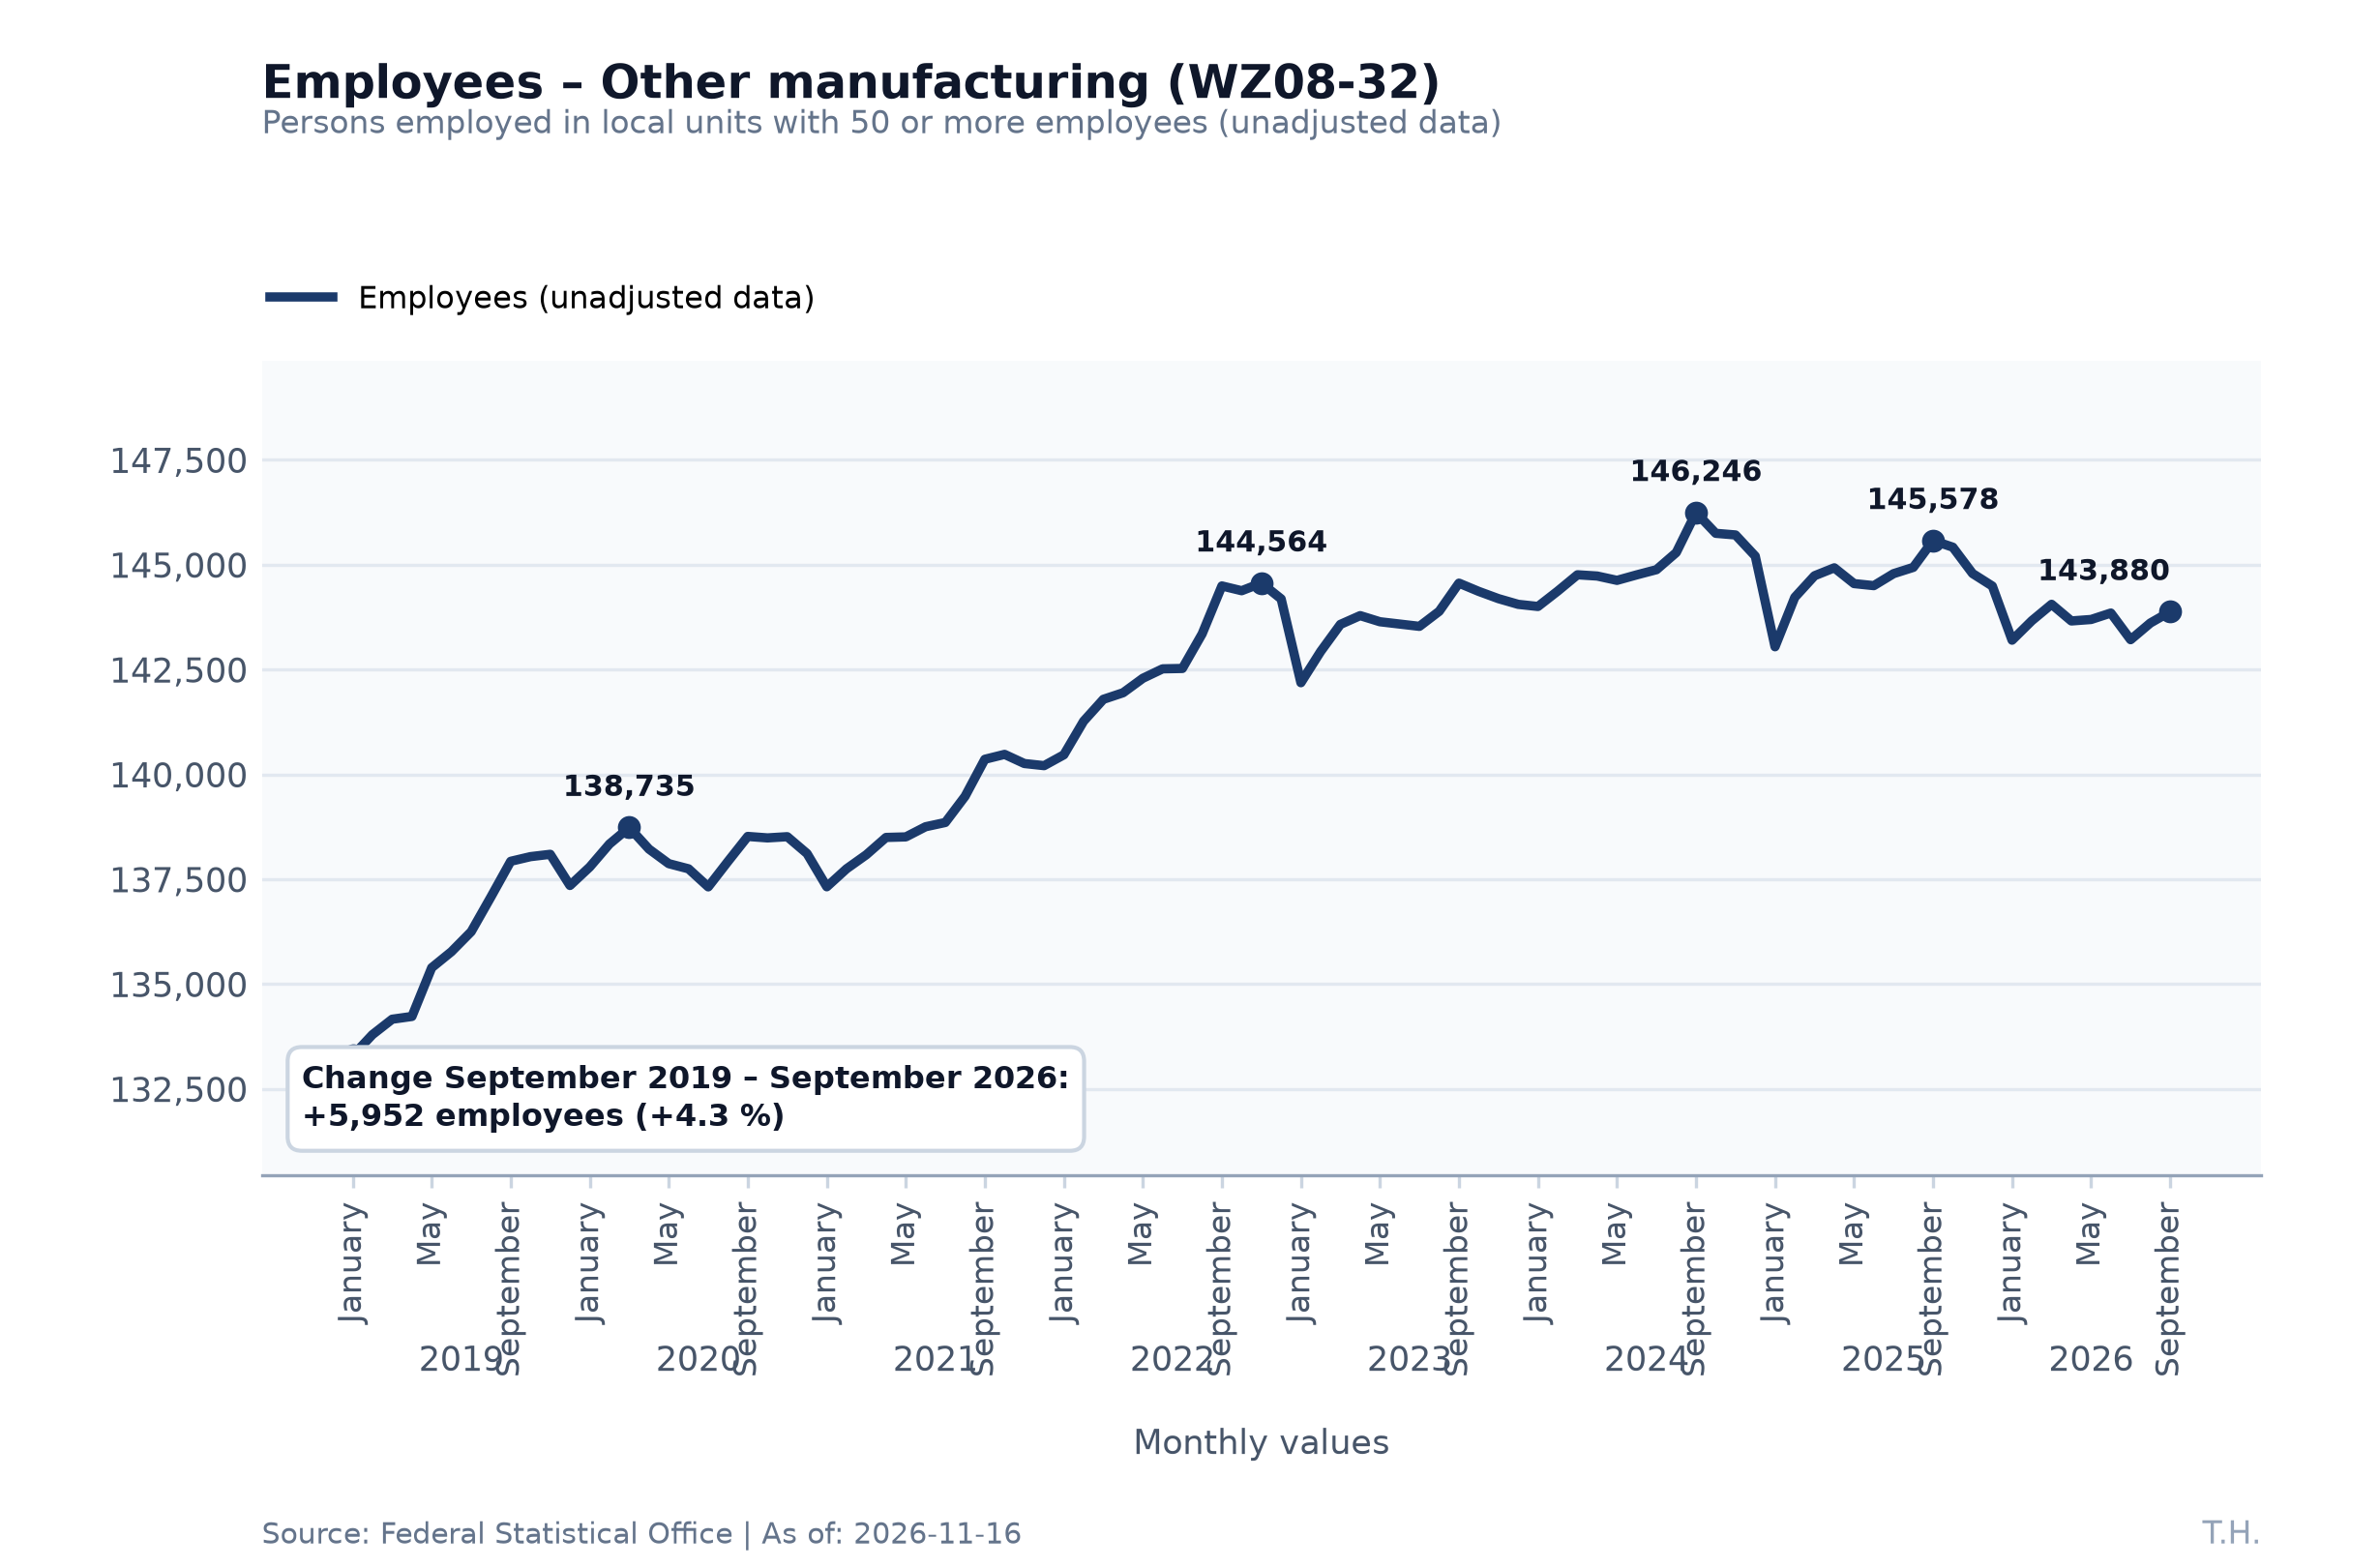 Employees – Other manufacturing (WZ08-32)
Persons employed in local units with 50 or more employees (unadjusted data)
Employees (unadjusted data)
147,500
145,000
142,500
140,000
137,500
135,000
132,500
138,735
144,564
146,246
145,578
143,880
Change September 2019 – September 2026:
+5,952 employees (+4.3 %)
January May September January May September January May September January May September January May September January May September January May September January May September
2019 2020 2021 2022 2023 2024 2025 2026
Monthly values
Source: Federal Statistical Office | As of: 2026-11-16
T.H.